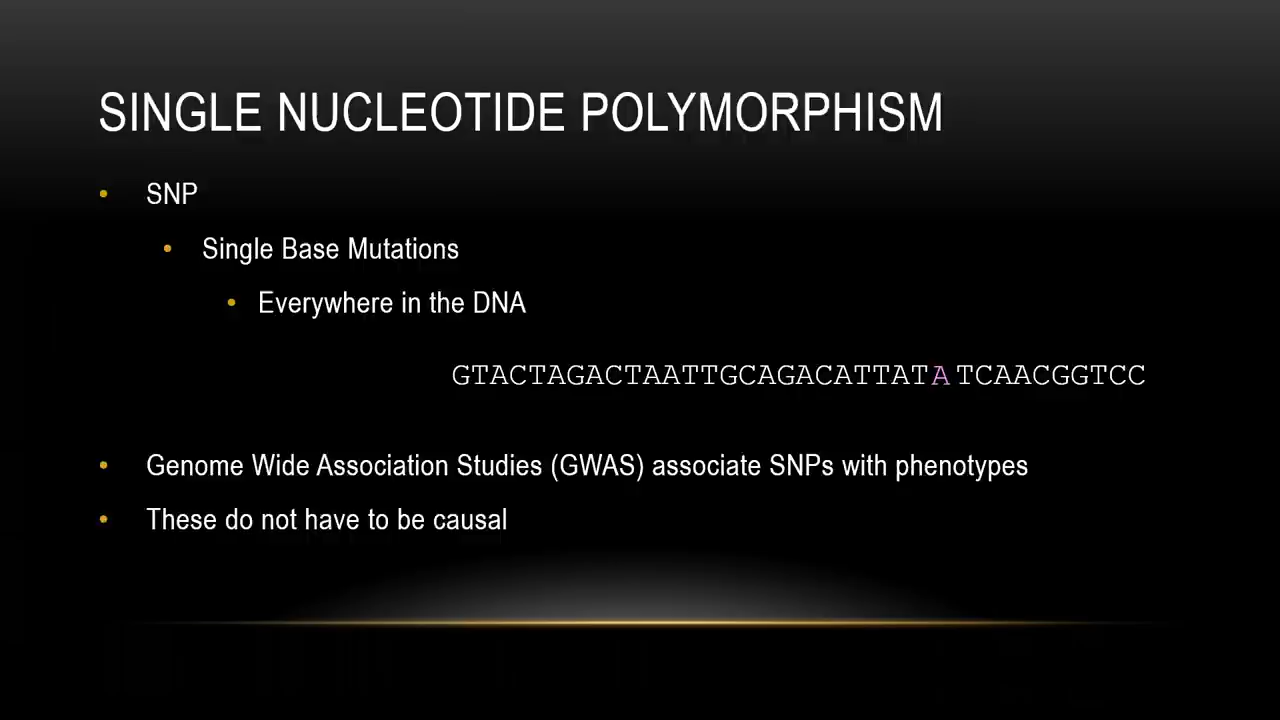 SINGLE NUCLEOTIDE POLYMORPHISM
• SNP
• Single Base Mutations
• Everywhere in the DNA
GTACTAGACTAATTGCAGACATTATA TCAACGGTCC
• Genome Wide Association Studies (GWAS) associate SNPs with phenotypes
• These do not have to be causal